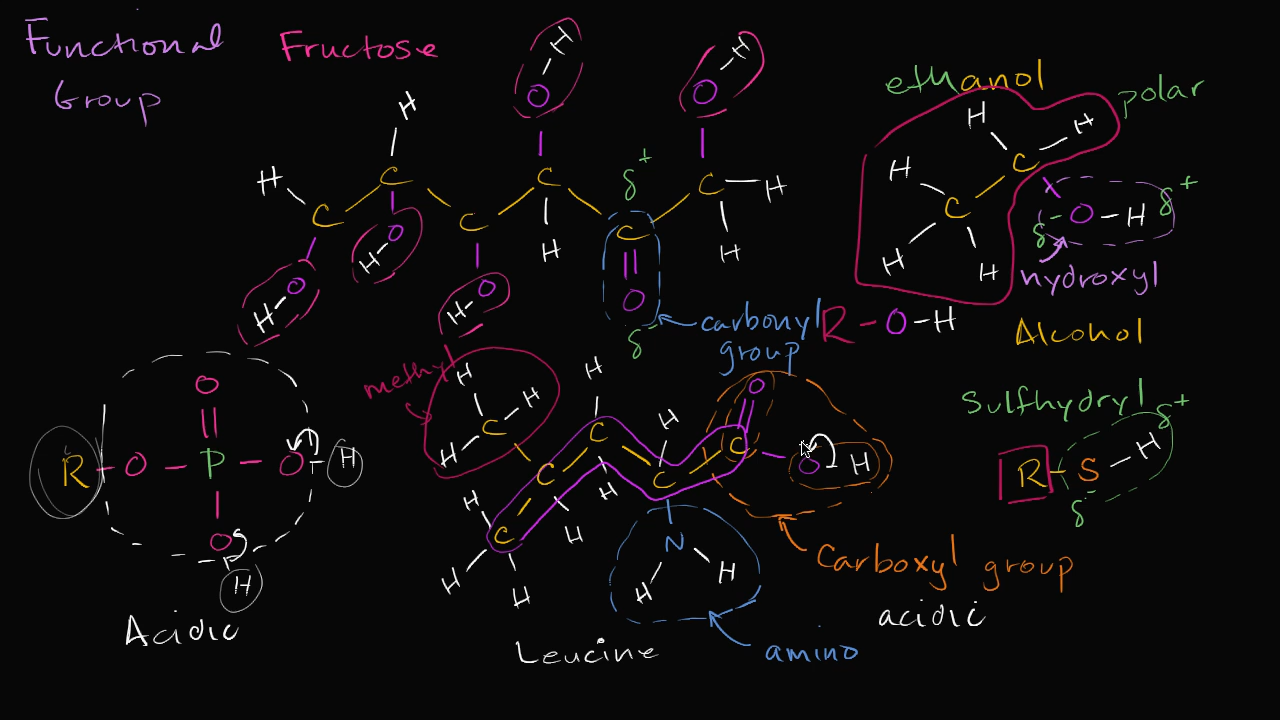 Functional
Group
Fructose
H
H
H
H
C
C
C
C
C
C
O
O
O
O
O
O
H
H
H
H
H
H
H
δ+
δ-
carbonyl
group
ethanol
polar
H
H
H
H
H
C
C
δ- O - H δ+
hydroxyl
R - O - H
Alcohol
Sulfhydryl
R - S - H
δ+
δ-
methyl
H
H
H
C
C
C
C
C
C
H
H
H
H
H
H
H
O
O H
N
H
H
Carboxyl group
acidic
amino
Leucine
O
R - O - P - O - H
O
H
Acidic